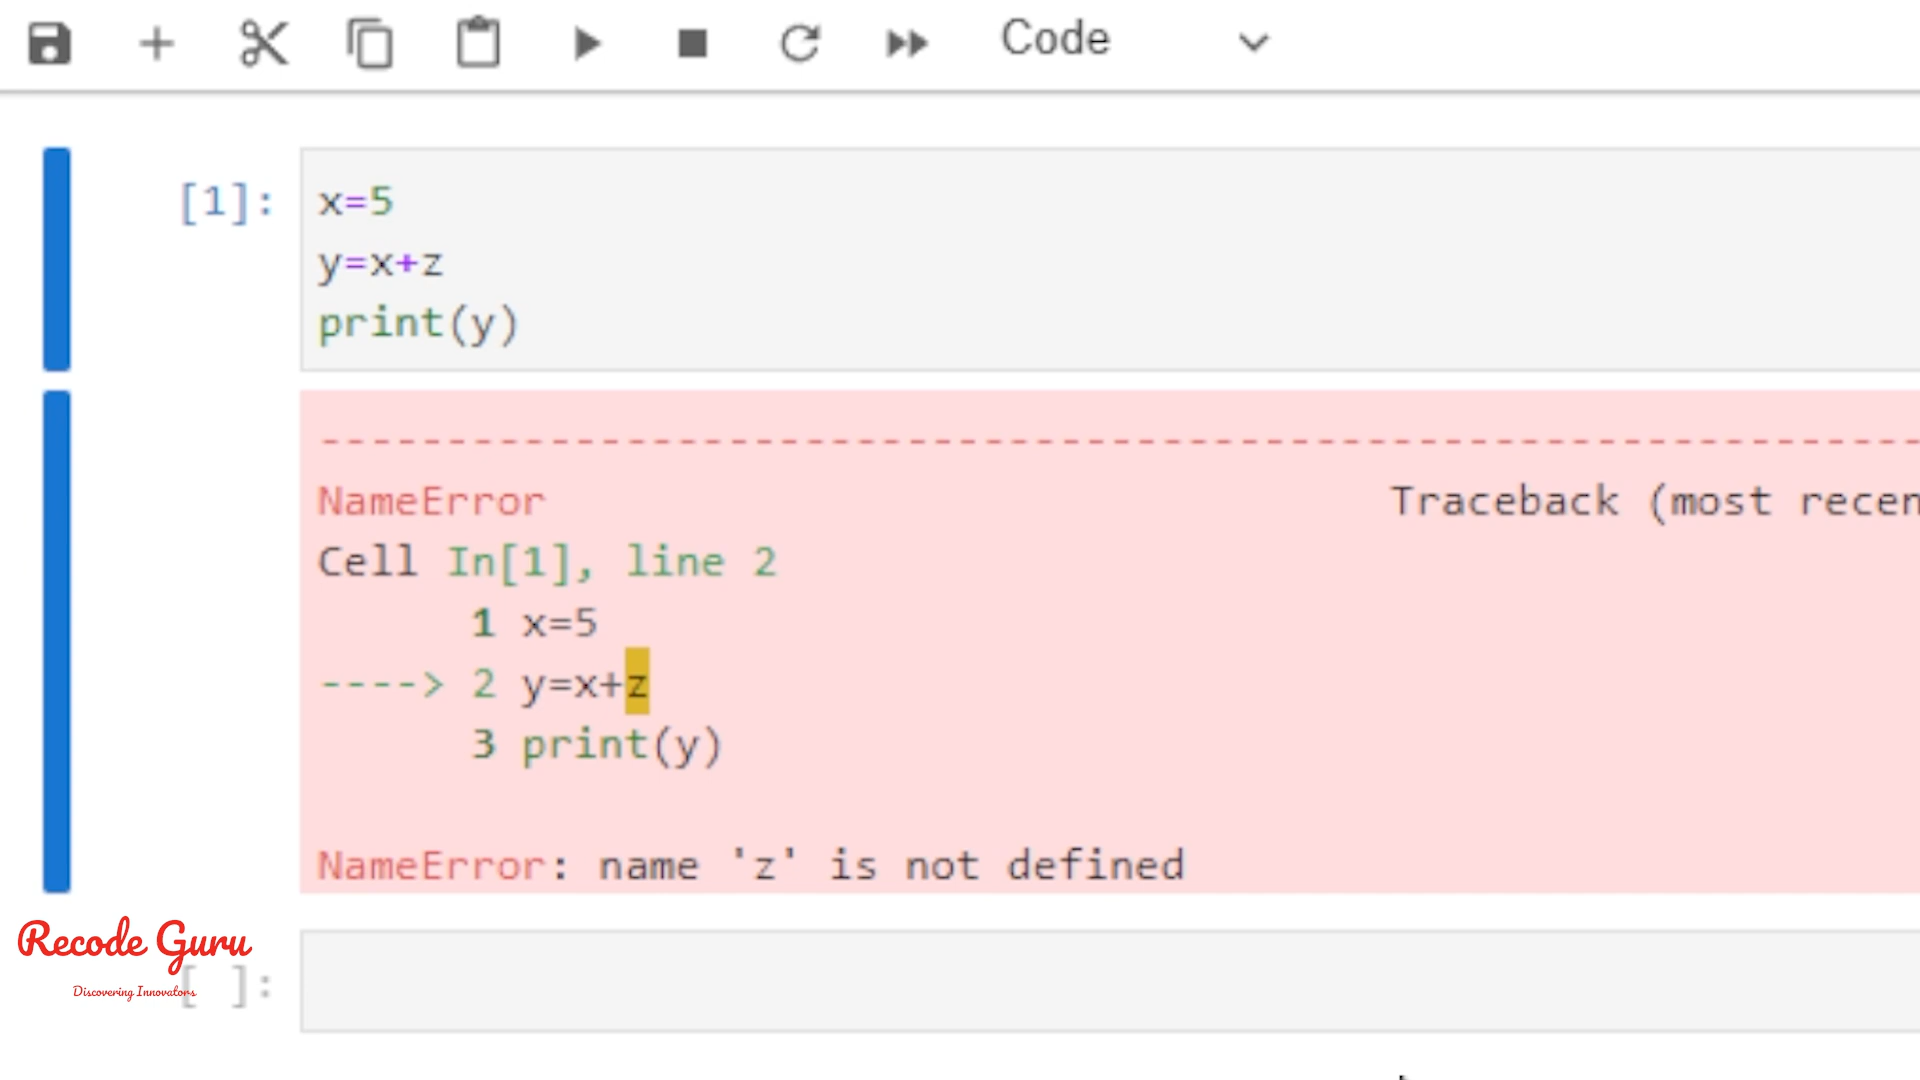 Code
[1]:
x=5
y=x+z
print(y)
--------------------------------------------------------------
NameError Traceback (most recen
Cell In[1], line 2
1 x=5
----> 2 y=x+z
3 print(y)
NameError: name 'z' is not defined
Recode Guru
Discovering Innovators
[ ]: